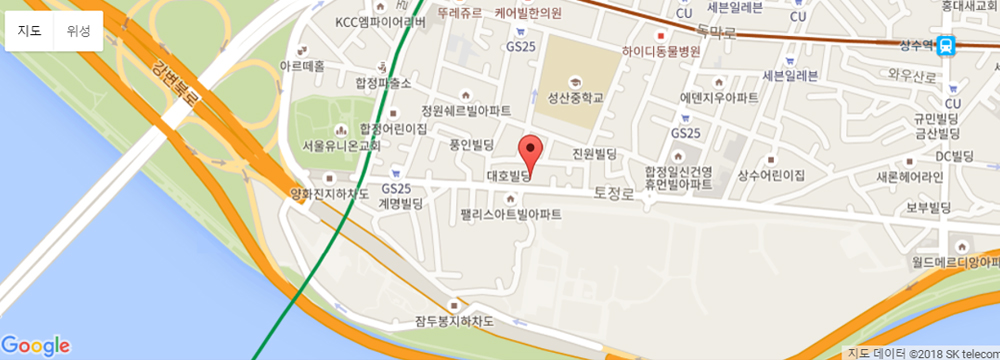 지도 위성
KCC엠파이어리버
뚜레쥬르
케어빌한의원
GS25
CU
세븐일레븐
홍대새교회
독막로
하이디동물병원
상수역
아르떼홀
합정파출소
강변북로
성산중학교
세븐일레븐
와우산로
에덴지우아파트
CU
정원쉐르빌아파트
합정어린이집
서울유니온교회
풍인빌딩
진원빌딩
GS25
규민빌딩
금산빌딩
DC빌딩
합정일신건영
휴먼빌아파트
상수어린이집
새론헤어라인
양화진지하차도
GS25
계명빌딩
대호빌딩
토정로
팰리스아트빌아파트
보부빌딩
월드메르디앙아파
잠두봉지하차도
Google
지도 데이터 ©2018 SK telecom